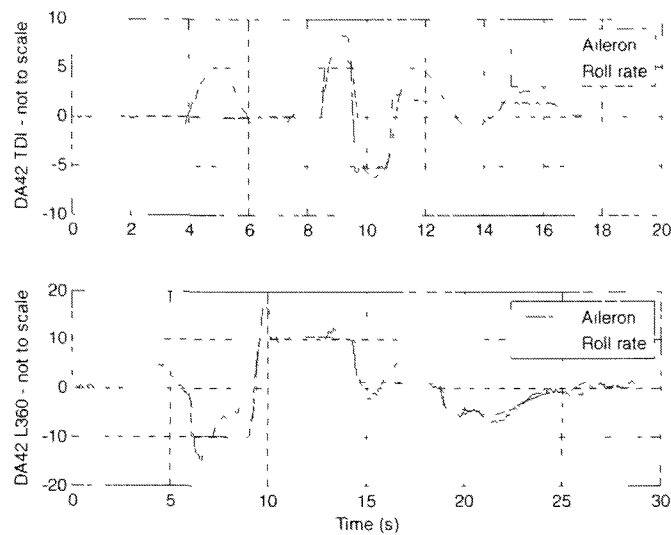 DA42 TDI - not to scale
10
5
0
-5
-10
Aileron
Roll rate
0 2 4 6 8 10 12 14 16 18 20
DA42 L360 - not to scale
20
10
0
-10
-20
Aileron
Roll rate
0 5 10 15 20 25 30
Time (s)